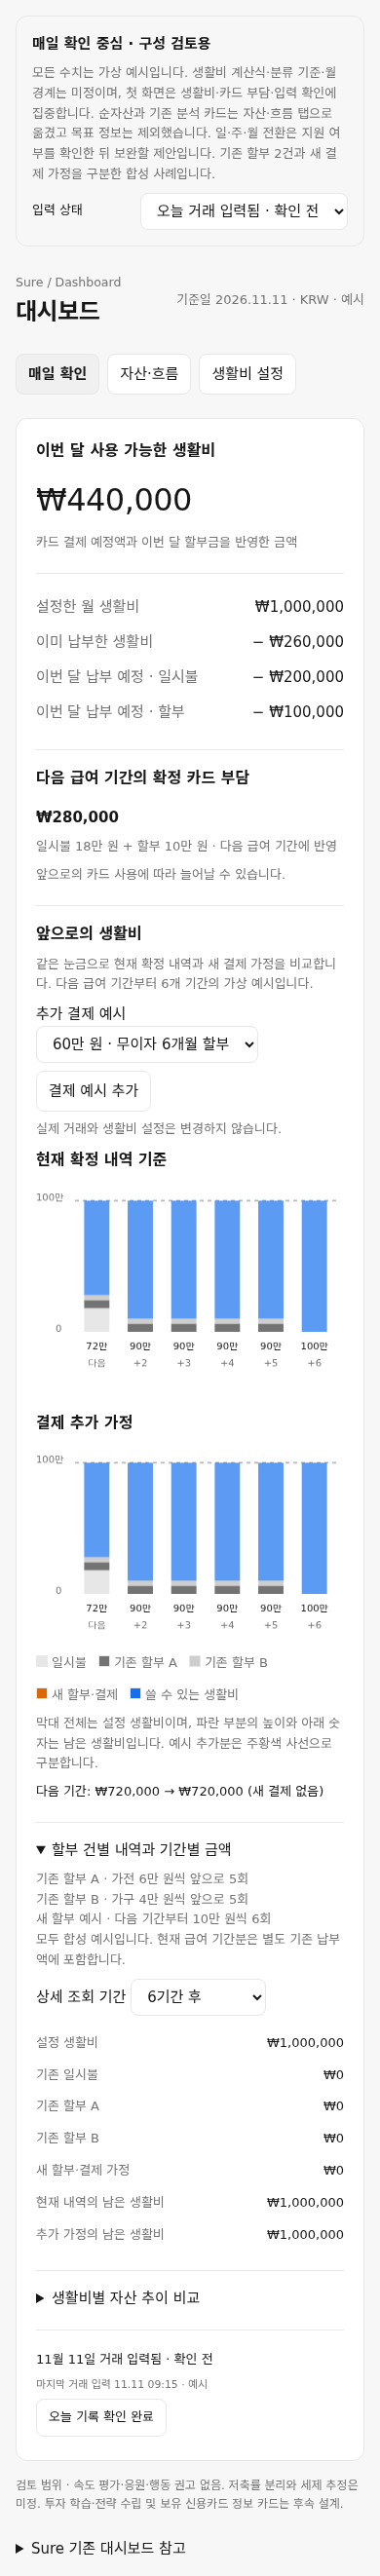 매일 확인 중심 · 구성 검토용
모든 수치는 가상 예시입니다. 생활비 계산식·분류 기준·월
경계는 미정이며, 첫 화면은 생활비·카드 부담·입력 확인에
집중합니다. 순자산과 기존 분석 카드는 자산·흐름 탭으로
옮겼고 목표 정보는 제외했습니다. 일·주·월 전환은 지원 여
부를 확인한 뒤 보완할 제안입니다. 기존 할부 2건과 새 결
제 가정을 구분한 합성 사례입니다.
입력 상태
오늘 거래 입력됨 · 확인 전
Sure / Dashboard
대시보드
기준일 2026.11.11 · KRW · 예시
매일 확인
자산·흐름
생활비 설정
이번 달 사용 가능한 생활비
₩440,000
카드 결제 예정액과 이번 달 할부금을 반영한 금액
설정한 월 생활비 ₩1,000,000
이미 납부한 생활비 − ₩260,000
이번 달 납부 예정 · 일시불 − ₩200,000
이번 달 납부 예정 · 할부 − ₩100,000
다음 급여 기간의 확정 카드 부담
₩280,000
일시불 18만 원 + 할부 10만 원 · 다음 급여 기간에 반영
앞으로의 카드 사용에 따라 늘어날 수 있습니다.
앞으로의 생활비
같은 눈금으로 현재 확정 내역과 새 결제 가정을 비교합니
다. 다음 급여 기간부터 6개 기간의 가상 예시입니다.
추가 결제 예시
60만 원 · 무이자 6개월 할부
결제 예시 추가
실제 거래와 생활비 설정은 변경하지 않습니다.
현재 확정 내역 기준
100만
0
72만 90만 90만 90만 90만 100만
다음 +2 +3 +4 +5 +6
결제 추가 가정
100만
0
72만 90만 90만 90만 90만 100만
다음 +2 +3 +4 +5 +6
일시불 기존 할부 A 기존 할부 B
새 할부·결제 쓸 수 있는 생활비
막대 전체는 설정 생활비이며, 파란 부분의 높이와 아래 숫
자는 남은 생활비입니다. 예시 추가분은 주황색 사선으로
구분합니다.
다음 기간: ₩720,000 → ₩720,000 (새 결제 없음)
▼ 할부 건별 내역과 기간별 금액
기존 할부 A · 가전 6만 원씩 앞으로 5회
기존 할부 B · 가구 4만 원씩 앞으로 5회
새 할부 예시 · 다음 기간부터 10만 원씩 6회
모두 합성 예시입니다. 현재 급여 기간분은 별도 기존 납부
액에 포함합니다.
상세 조회 기간 6기간 후
설정 생활비 ₩1,000,000
기존 일시불 ₩0
기존 할부 A ₩0
기존 할부 B ₩0
새 할부·결제 가정 ₩0
현재 내역의 남은 생활비 ₩1,000,000
추가 가정의 남은 생활비 ₩1,000,000
▶ 생활비별 자산 추이 비교
11월 11일 거래 입력됨 · 확인 전
마지막 거래 입력 11.11 09:15 · 예시
오늘 기록 확인 완료
검토 범위 · 속도 평가·응원·행동 권고 없음. 저축률 분리와 세제 추정은
미정. 투자 학습·전략 수립 및 보유 신용카드 정보 카드는 후속 설계.
▶ Sure 기존 대시보드 참고